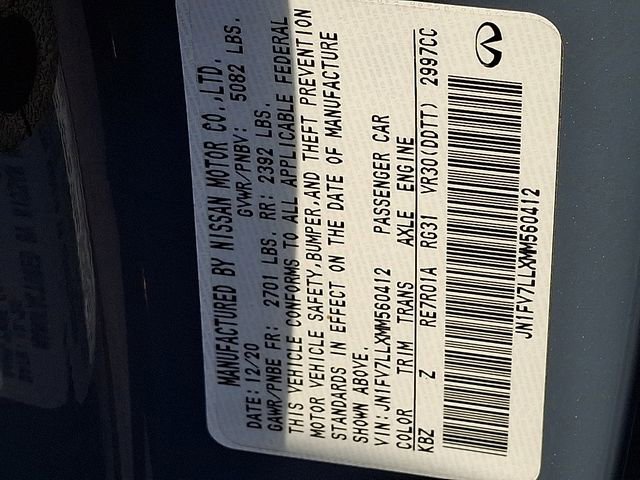 MANUFACTURED BY NISSAN MOTOR CO.,LTD.
DATE: 12/20 GVWR/PNBV: 5082 LBS.
GAWR/PNBE FR: 2701 LBS. RR: 2392 LBS.
THIS VEHICLE CONFORMS TO ALL APPLICABLE FEDERAL
MOTOR VEHICLE SAFETY,BUMPER,AND THEFT PREVENTION
STANDARDS IN EFFECT ON THE DATE OF MANUFACTURE
SHOWN ABOVE.
VIN:JN1FV7LLXMM560412 PASSENGER CAR
COLOR TRIM TRANS AXLE ENGINE
KBZ Z RE7R01A RG31 VR30(DDTT) 2997CC
JN1FV7LLXMM560412